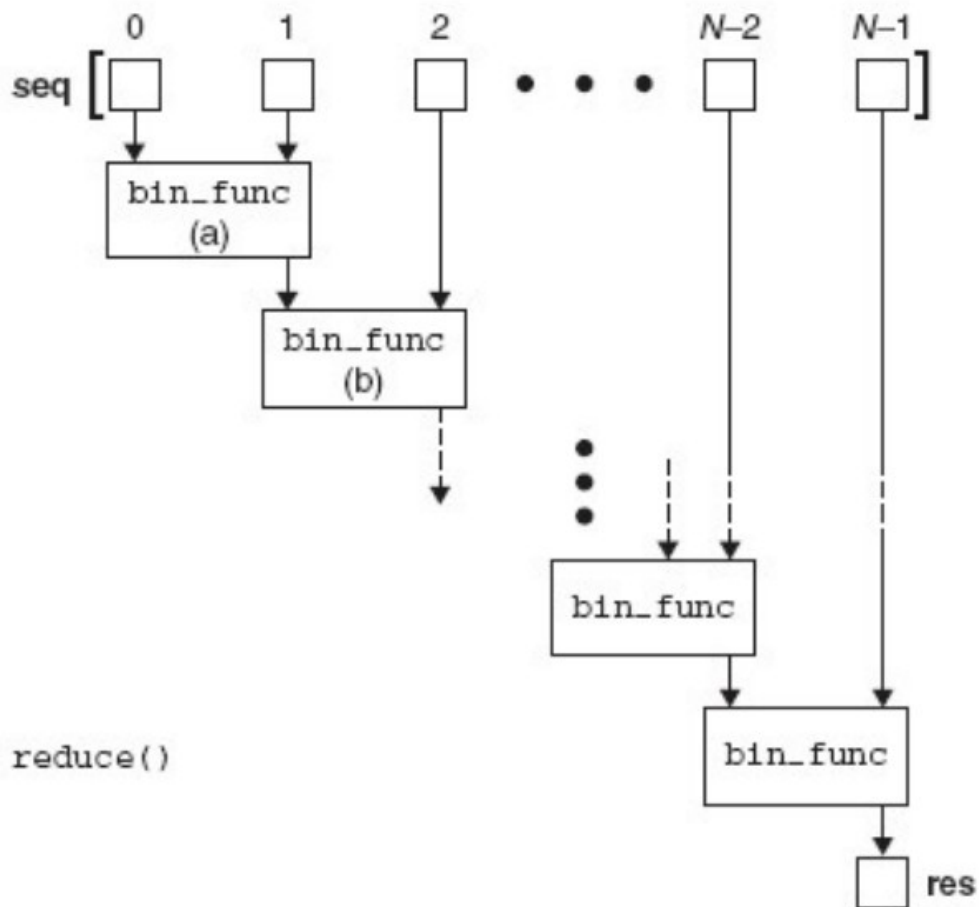 0 1 2 N–2 N–1
seq [ ]
bin_func
(a)
bin_func
(b)
bin_func
bin_func
reduce()
res